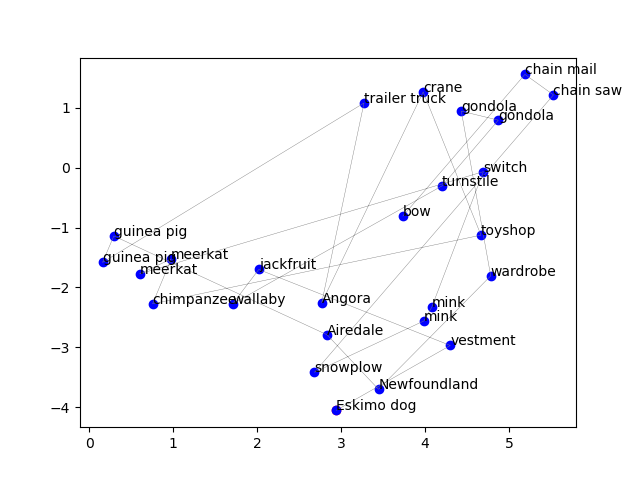 chain mail
crane
chain saw
trailer truck
gondola
gondola
switch
turnstile
bow
guinea pig
toyshop
meerkat
guinea pig
jackfruit
meerkat
wardrobe
chimpanzee
wallaby
Angora
mink
mink
Airedale
vestment
snowplow
Newfoundland
Eskimo dog
1
0
−1
−2
−3
−4
0 1 2 3 4 5